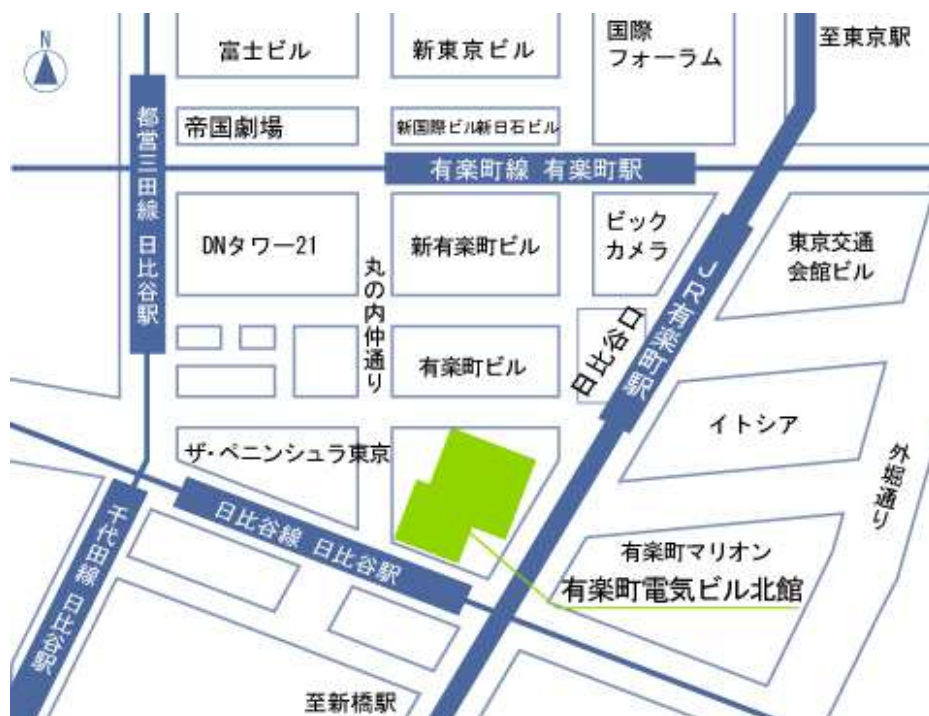 N
富士ビル
新東京ビル
国際
フォーラム
至東京駅
帝国劇場
新国際ビル新日石ビル
都営三田線 日比谷駅
有楽町線 有楽町駅
DNタワー21
丸の内仲通り
新有楽町ビル
ビック
カメラ
JR有楽町駅
東京交通
会館ビル
有楽町ビル
日比谷口
イトシア
外堀通り
ザ・ペニンシュラ東京
千代田線 日比谷駅
日比谷線 日比谷駅
有楽町マリオン
有楽町電気ビル北館
至新橋駅